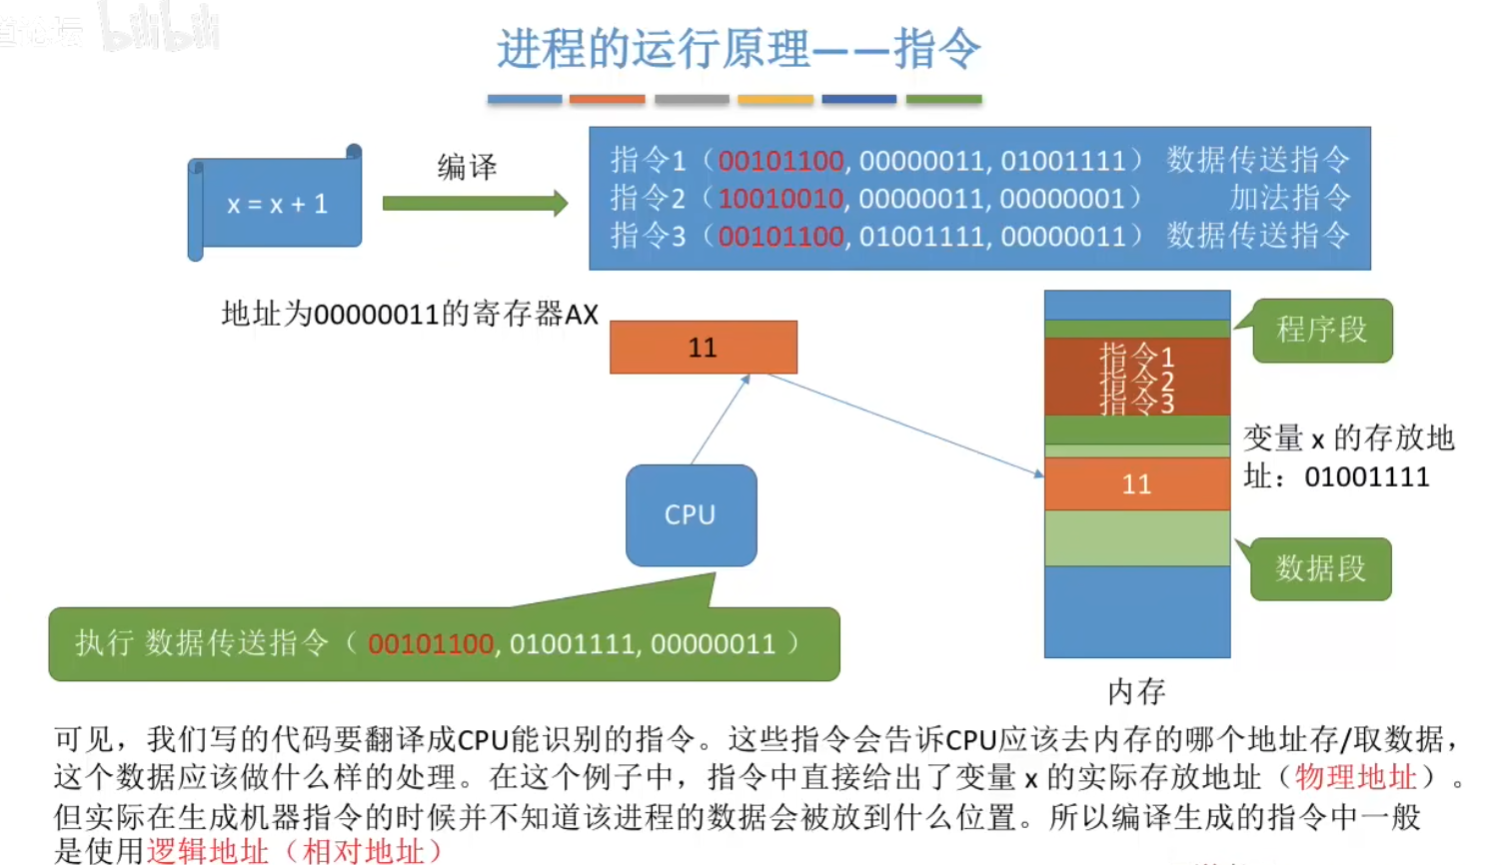 bilibili
进程的运行原理——指令
x = x + 1
编译
指令1（00101100, 00000011, 01001111） 数据传送指令
指令2（10010010, 00000011, 00000001） 加法指令
指令3（00101100, 01001111, 00000011） 数据传送指令
地址为00000011的寄存器AX
11
程序段
指令1
指令2
指令3
变量 x 的存放地
址：01001111
11
CPU
数据段
执行 数据传送指令（ 00101100, 01001111, 00000011 ）
内存
可见，我们写的代码要翻译成CPU能识别的指令。这些指令会告诉CPU应该去内存的哪个地址存/取数据，
这个数据应该做什么样的处理。在这个例子中，指令中直接给出了变量 x 的实际存放地址（物理地址）。
但实际在生成机器指令的时候并不知道该进程的数据会被放到什么位置。所以编译生成的指令中一般
是使用逻辑地址（相对地址）